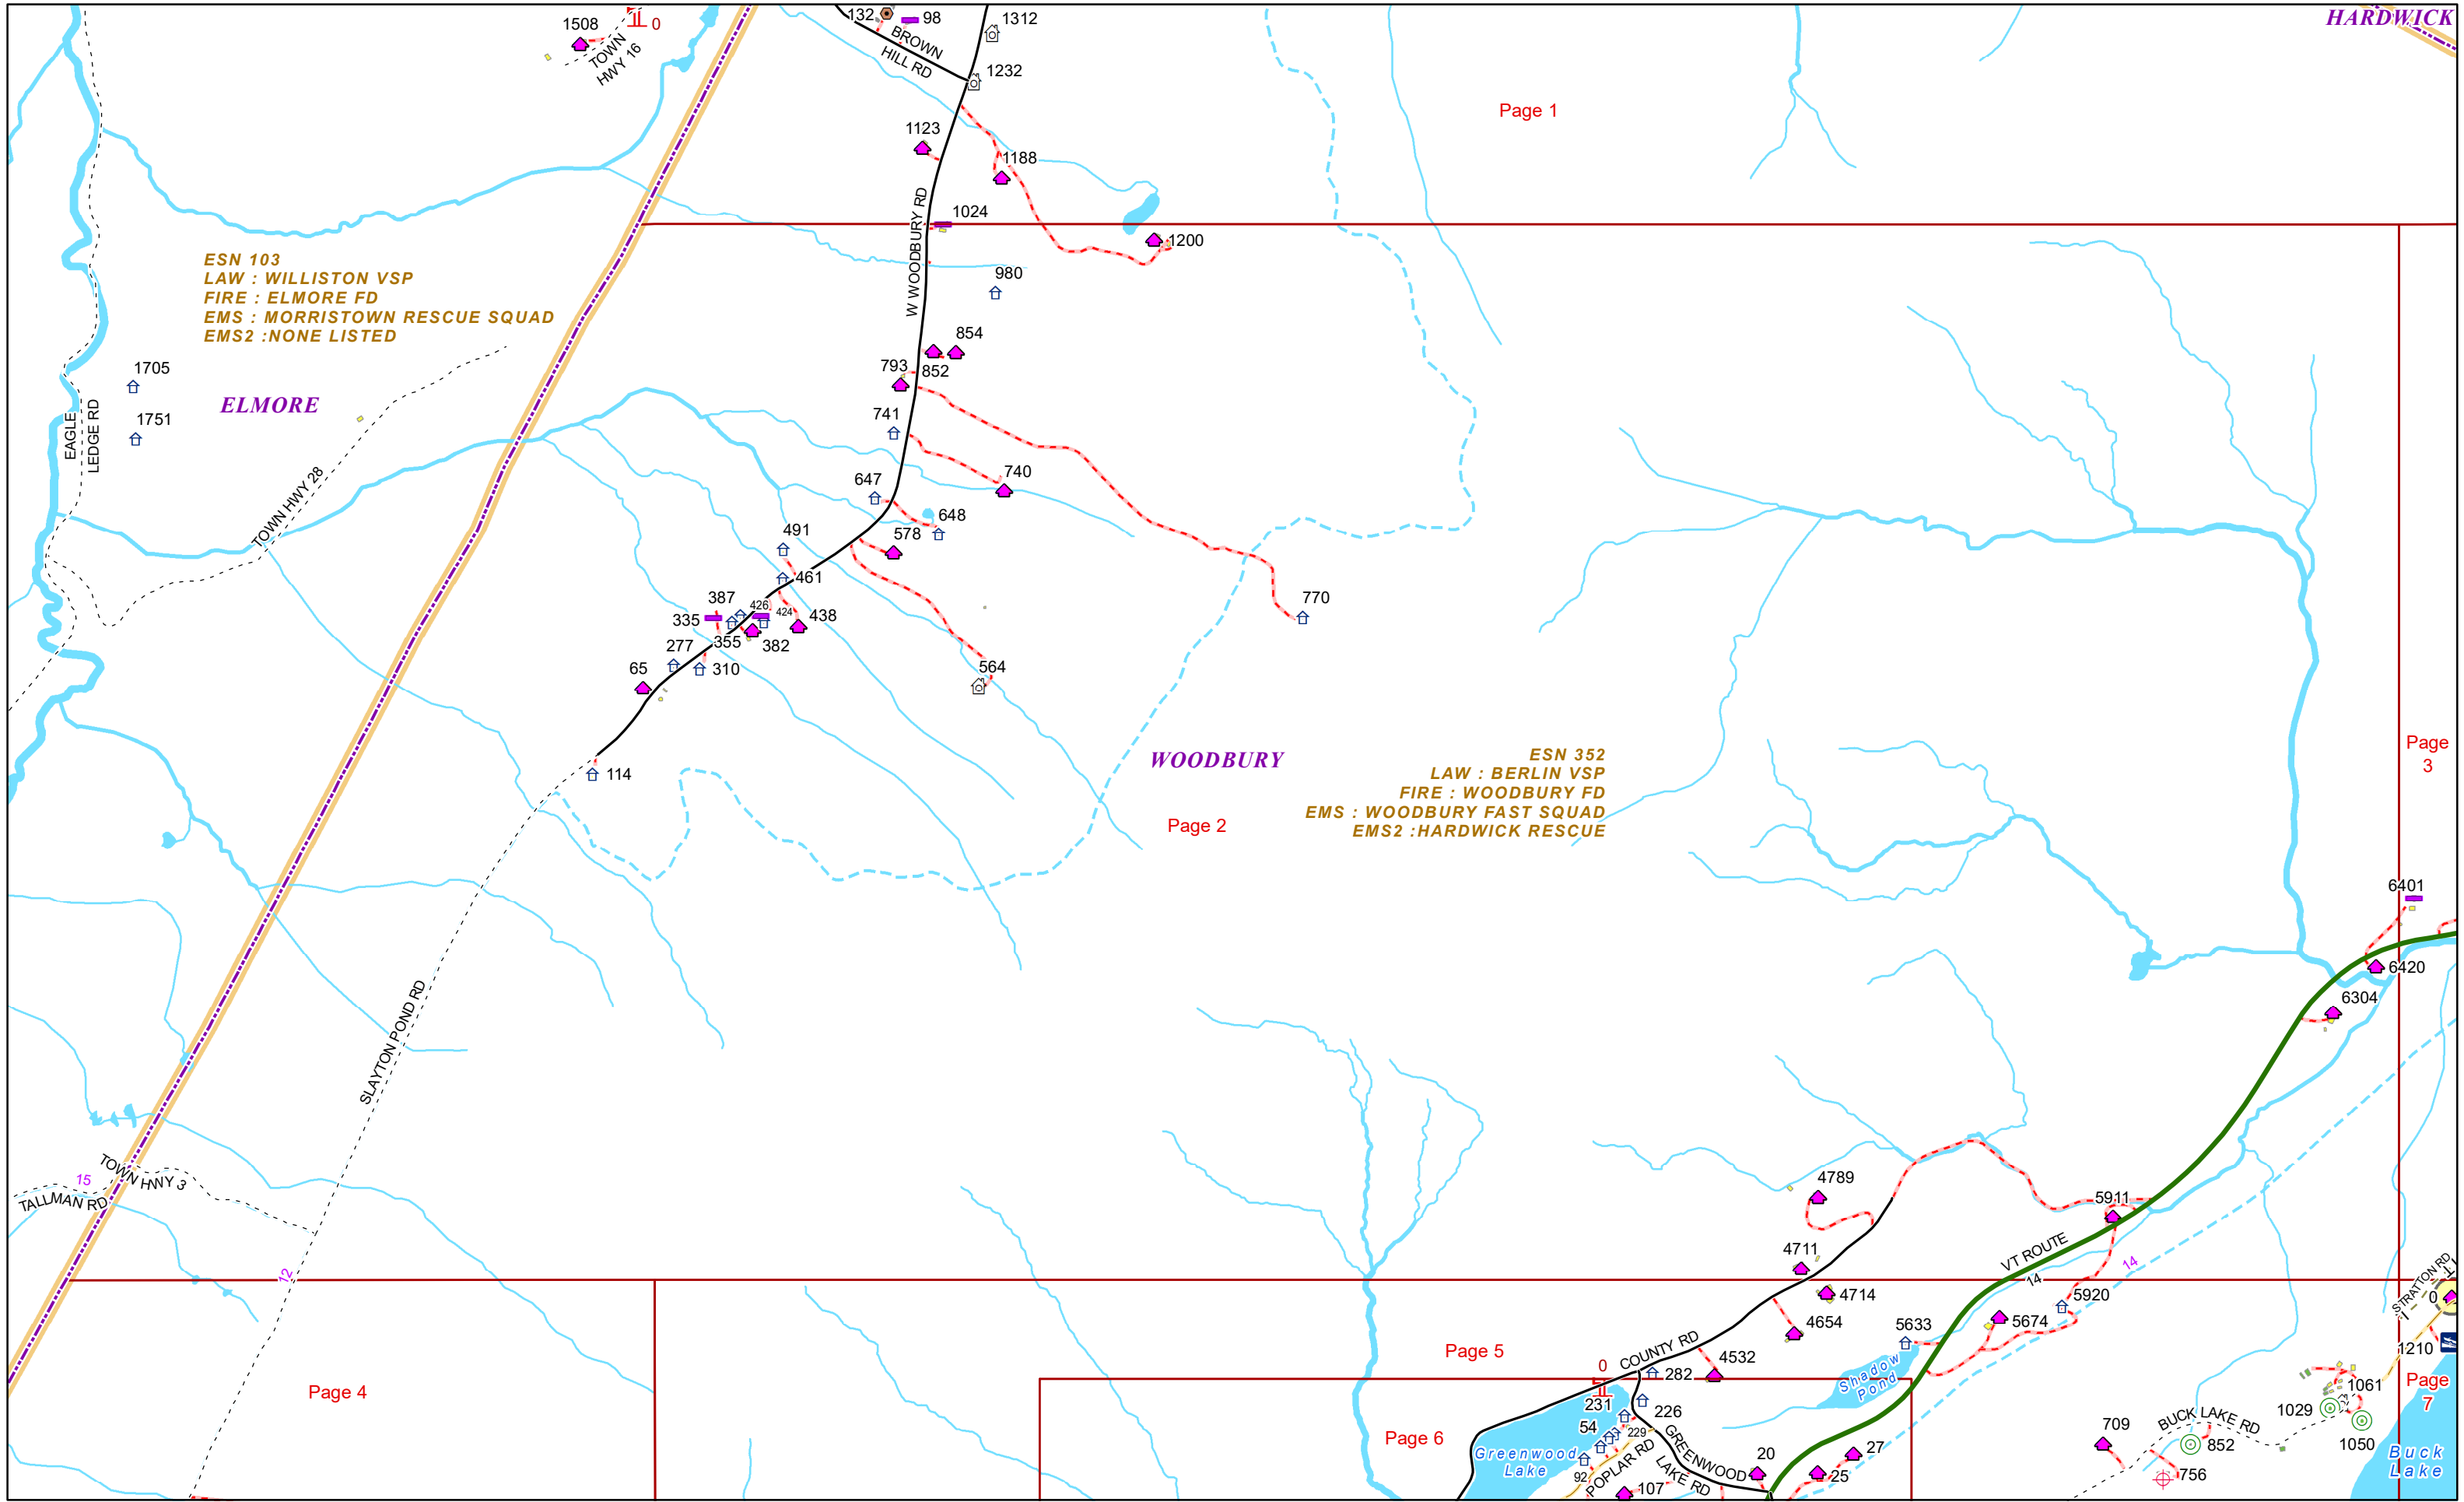 HARDWICK
1508
0
TOWN
HWY 16
132
98
1312
BROWN
HILL RD
1232
Page 1
1123
1188
W WOODBURY RD
1024
1200
ESN 103
LAW : WILLISTON VSP
FIRE : ELMORE FD
EMS : MORRISTOWN RESCUE SQUAD
EMS2 :NONE LISTED
980
854
793
852
1705
ELMORE
1751
741
EAGLE
LEDGE RD
TOWN HWY 28
740
647
648
491
578
461
387
426
424
438
335
355
382
277
310
65
770
564
114
WOODBURY
ESN 352
LAW : BERLIN VSP
FIRE : WOODBURY FD
EMS : WOODBURY FAST SQUAD
EMS2 :HARDWICK RESCUE
Page
3
Page 2
6401
6420
6304
SLAYTON POND RD
TOWN HWY 3
15
TALLMAN RD
12
4789
5911
4711
VT ROUTE
14
14
4714
5920
STRATTON RD
0
4654
5633
5674
1210
COUNTY RD
Page 5
0
282
4532
Shadow
Pond
Page 4
Page
7
1061
231
226
1029
1050
54
229
709
BUCK LAKE RD
852
Page 6
GREENWOOD
LAKE RD
Greenwood
Lake
POPLAR RD
92
107
20
27
25
756
Buck
Lake